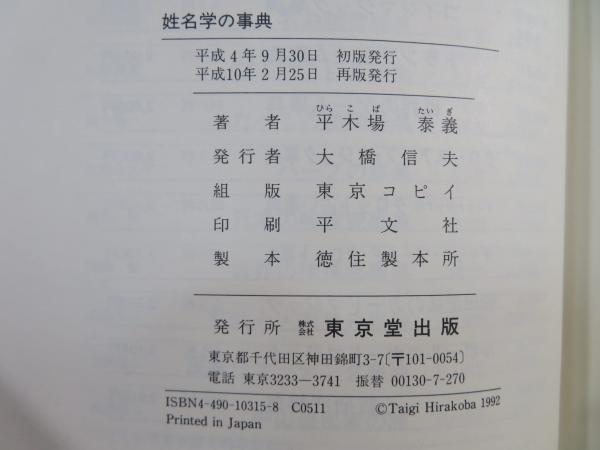 姓名学の事典
平成4年9月30日 初版発行
平成10年2月25日 再版発行
ひらこば たいぎ
著者 平木場 泰義
発行者 大橋信夫
組版 東京コピイ
印刷 平文社
製本 徳住製本所
発行所 株式会社 東京堂出版
東京都千代田区神田錦町3-7〔〒101-0054〕
電話 東京3233-3741 振替 00130-7-270
ISBN4-490-10315-8 C0511 ©Taigi Hirakoba 1992
Printed in Japan